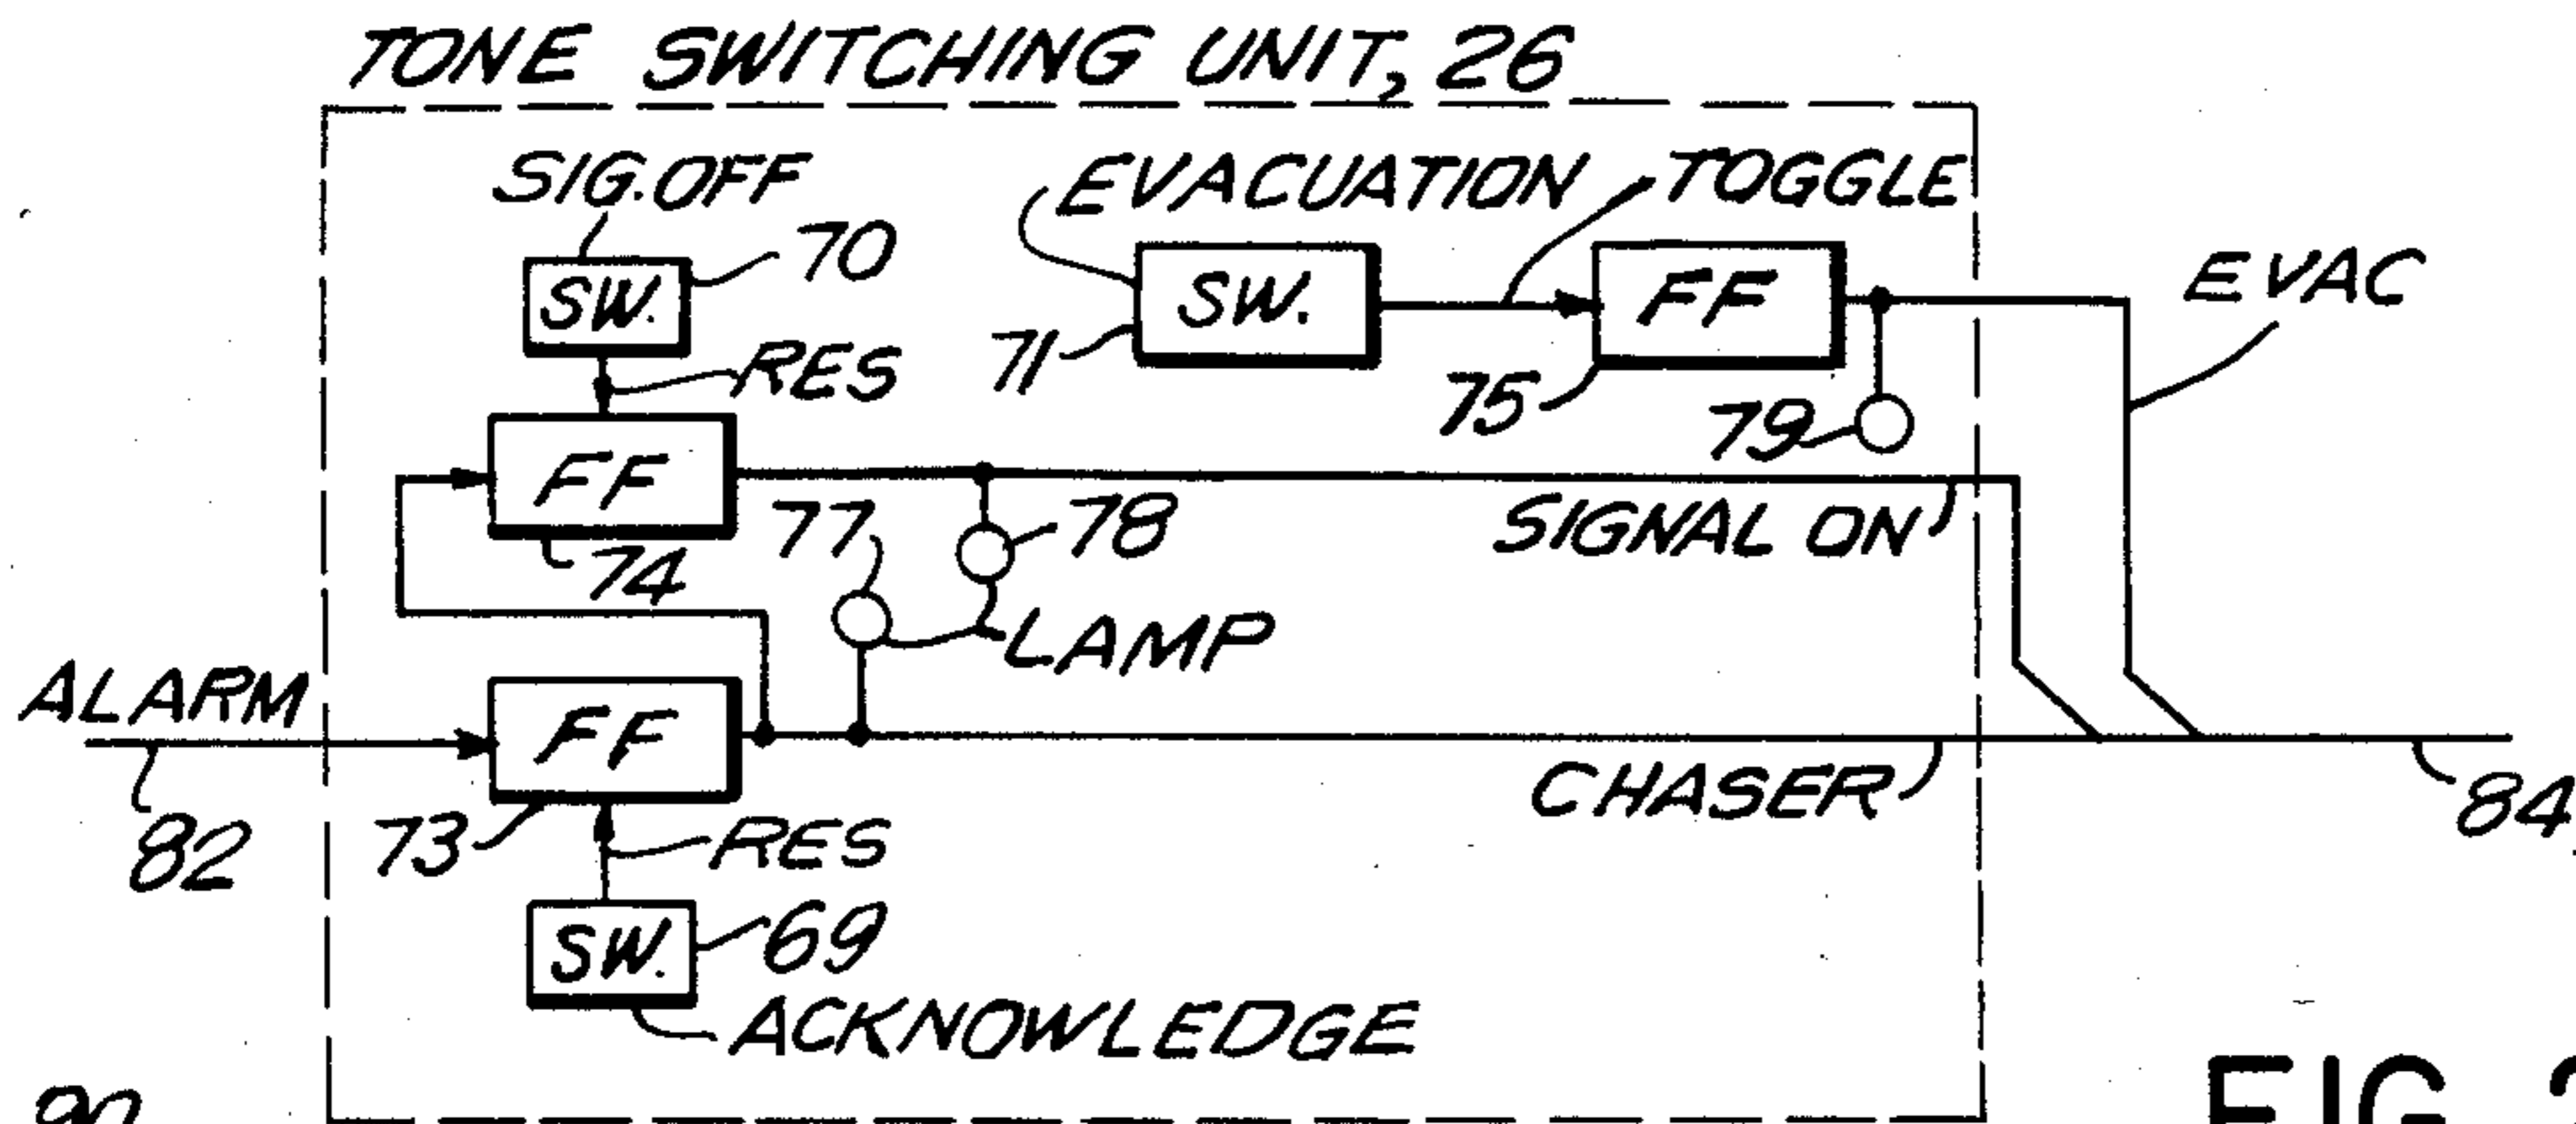 TONE SWITCHING UNIT, 26
SIG. OFF
EVACUATION
TOGGLE
70
SW.
SW.
FF
EVAC
71
RES
75
79
FF
77
78
SIGNAL ON
74
LAMP
ALARM
FF
CHASER
84
82
73
RES
SW.
69
ACKNOWLEDGE
FIG.